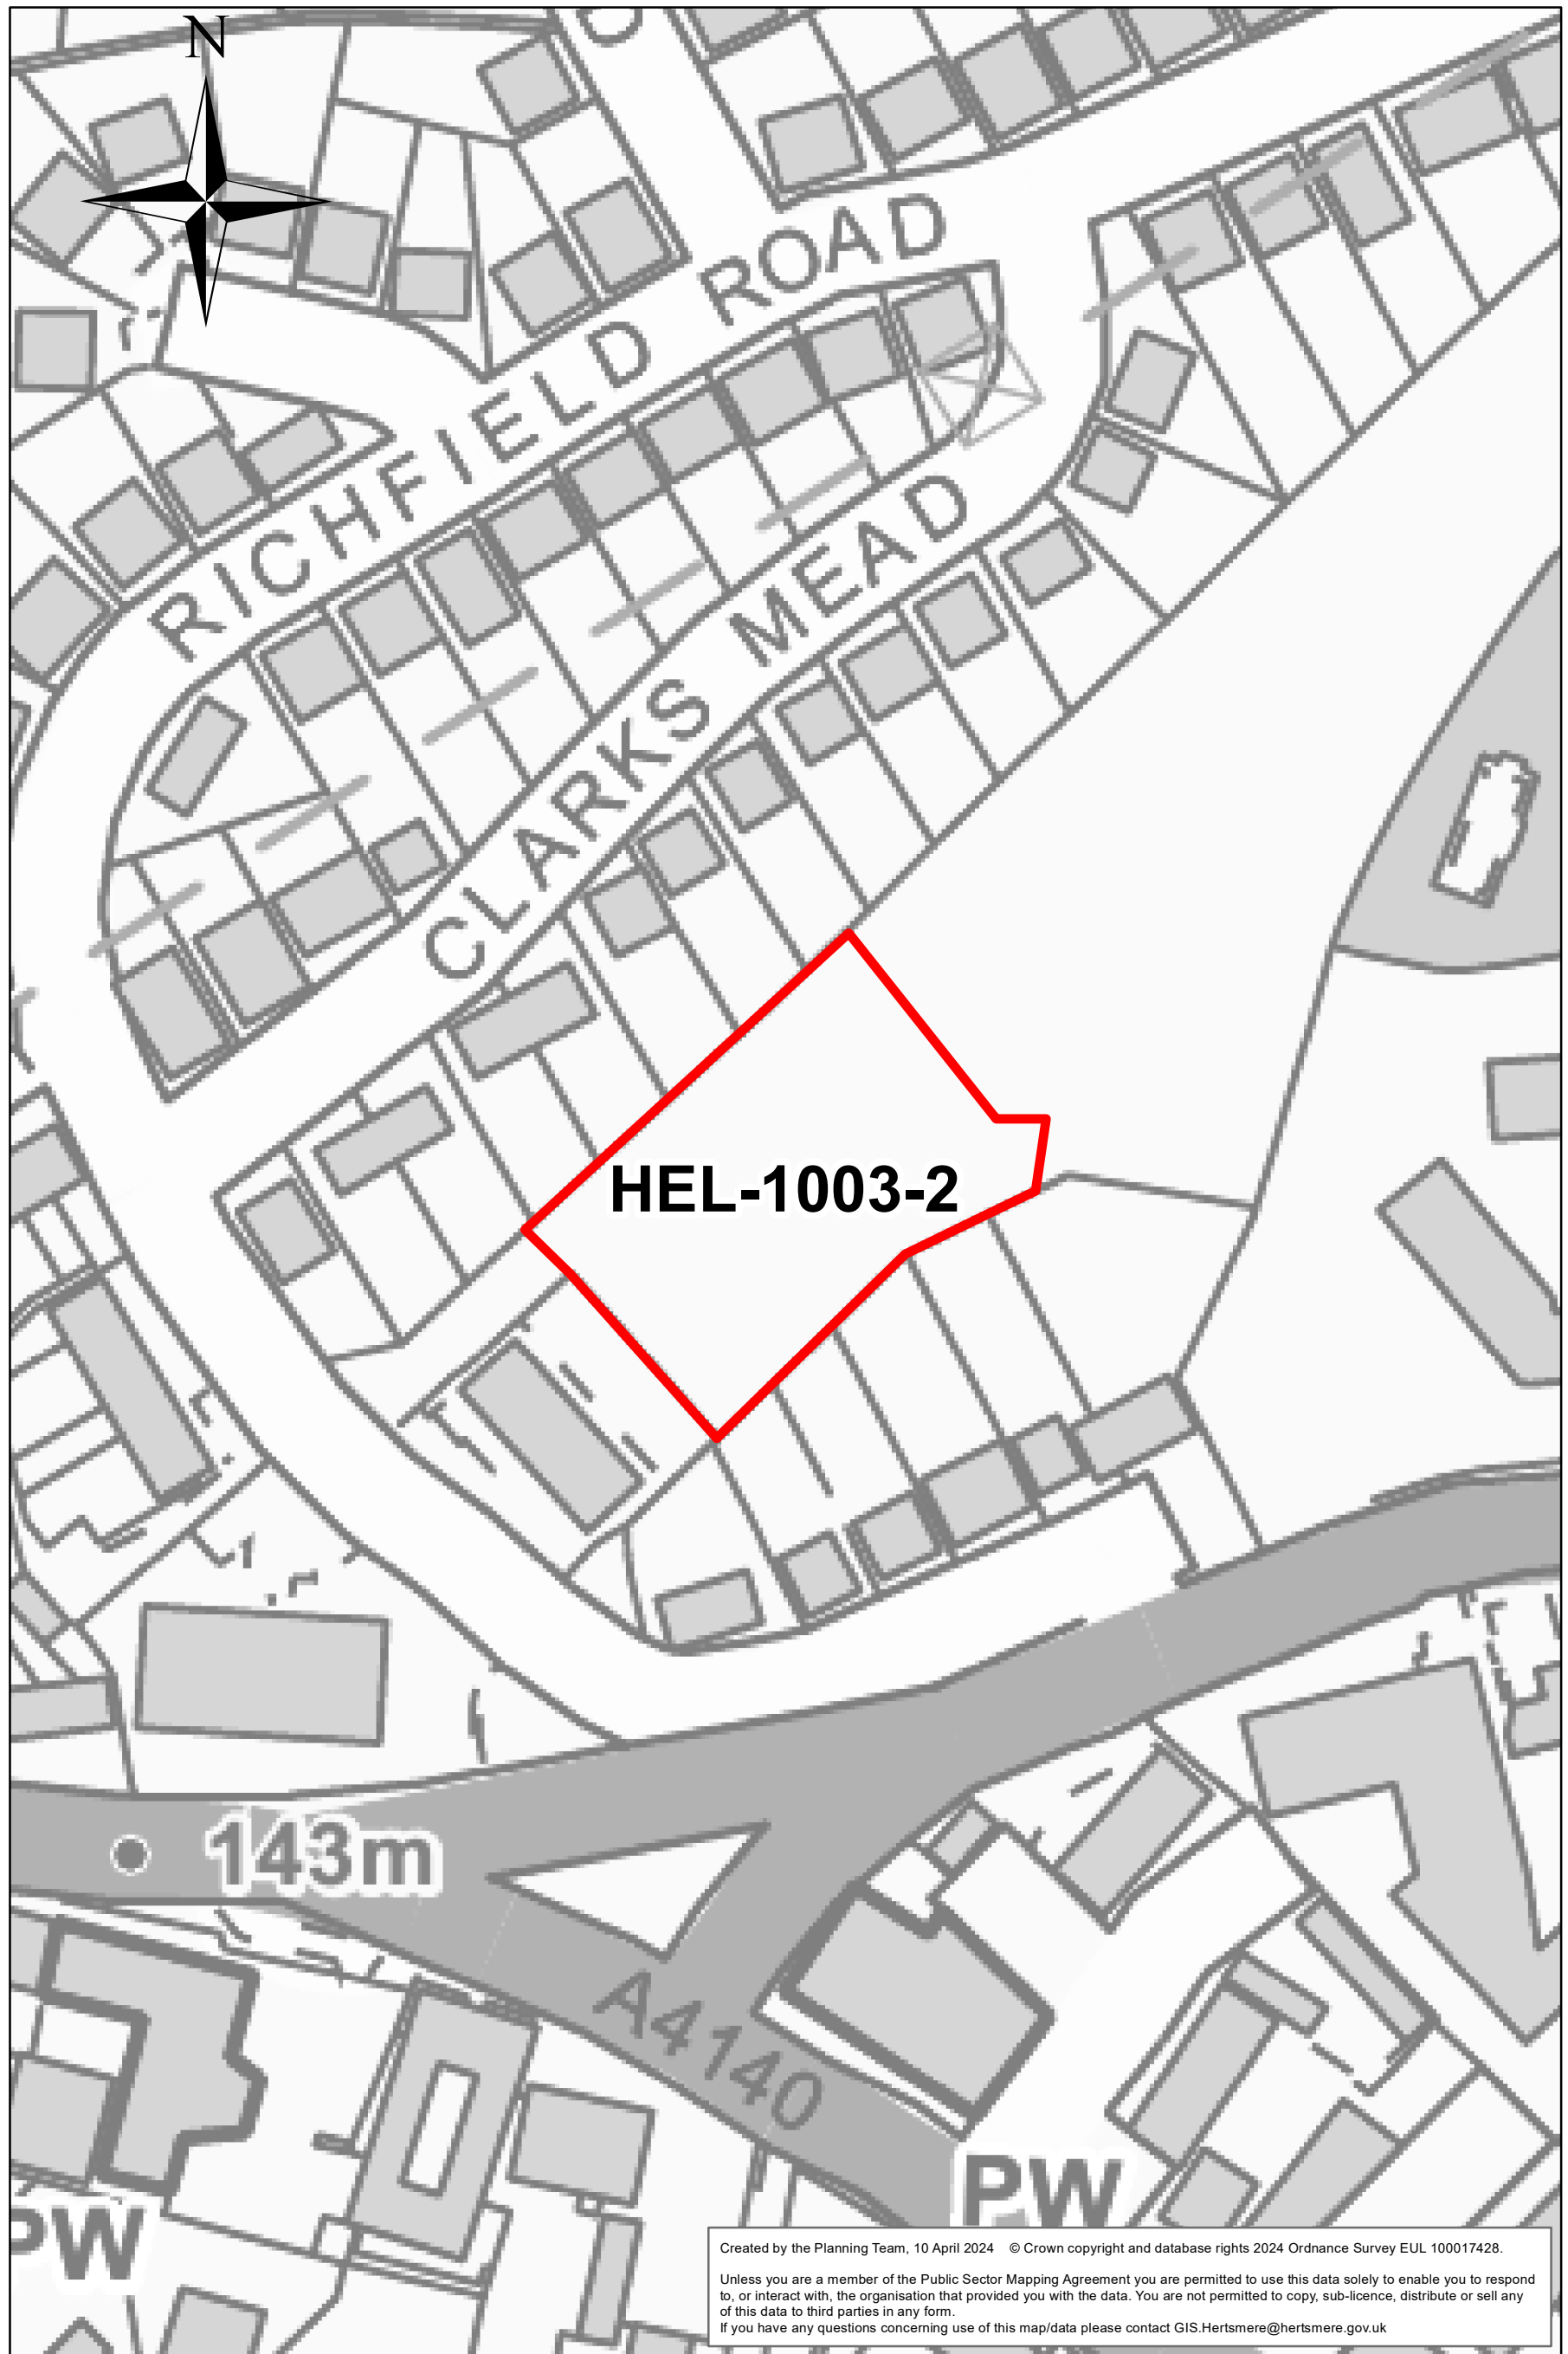 N
RICHFIELD ROAD
CLARKS MEAD
HEL-1003-2
143m
A4140
PW
PW
Created by the Planning Team, 10 April 2024 © Crown copyright and database rights 2024 Ordnance Survey EUL 100017428.
Unless you are a member of the Public Sector Mapping Agreement you are permitted to use this data solely to enable you to respond
to, or interact with, the organisation that provided you with the data. You are not permitted to copy, sub-licence, distribute or sell any
of this data to third parties in any form.
If you have any questions concerning use of this map/data please contact GIS.Hertsmere@hertsmere.gov.uk